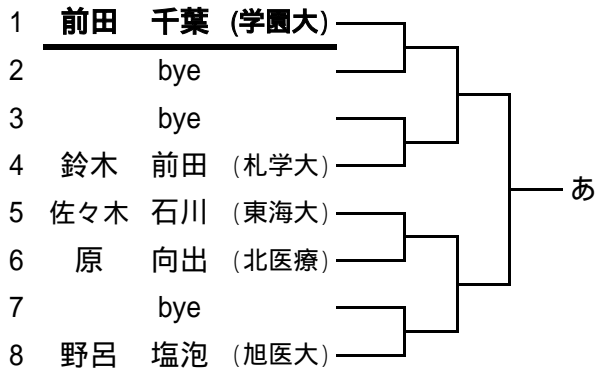 1 前田 千葉 (学園大)
2 bye
3 bye
4 鈴木 前田 (札学大)
あ
5 佐々木 石川 (東海大)
6 原 向出 (北医療)
7 bye
8 野呂 塩泡 (旭医大)